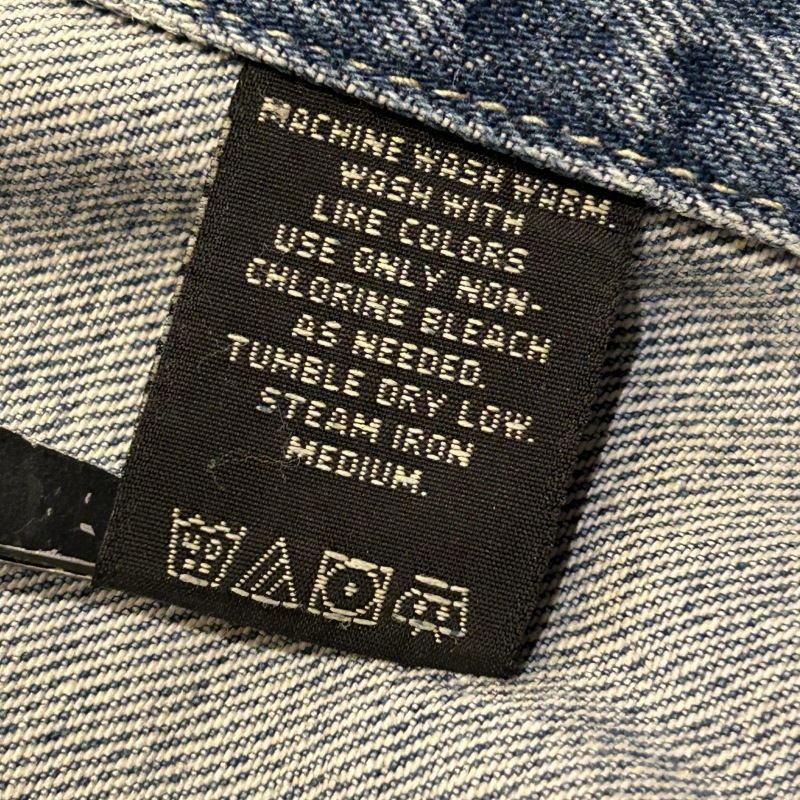 MACHINE WASH WARM.
WASH WITH
LIKE COLORS
USE ONLY NON-
CHLORINE BLEACH
AS NEEDED.
TUMBLE DRY LOW.
STEAM IRON
MEDIUM.
40